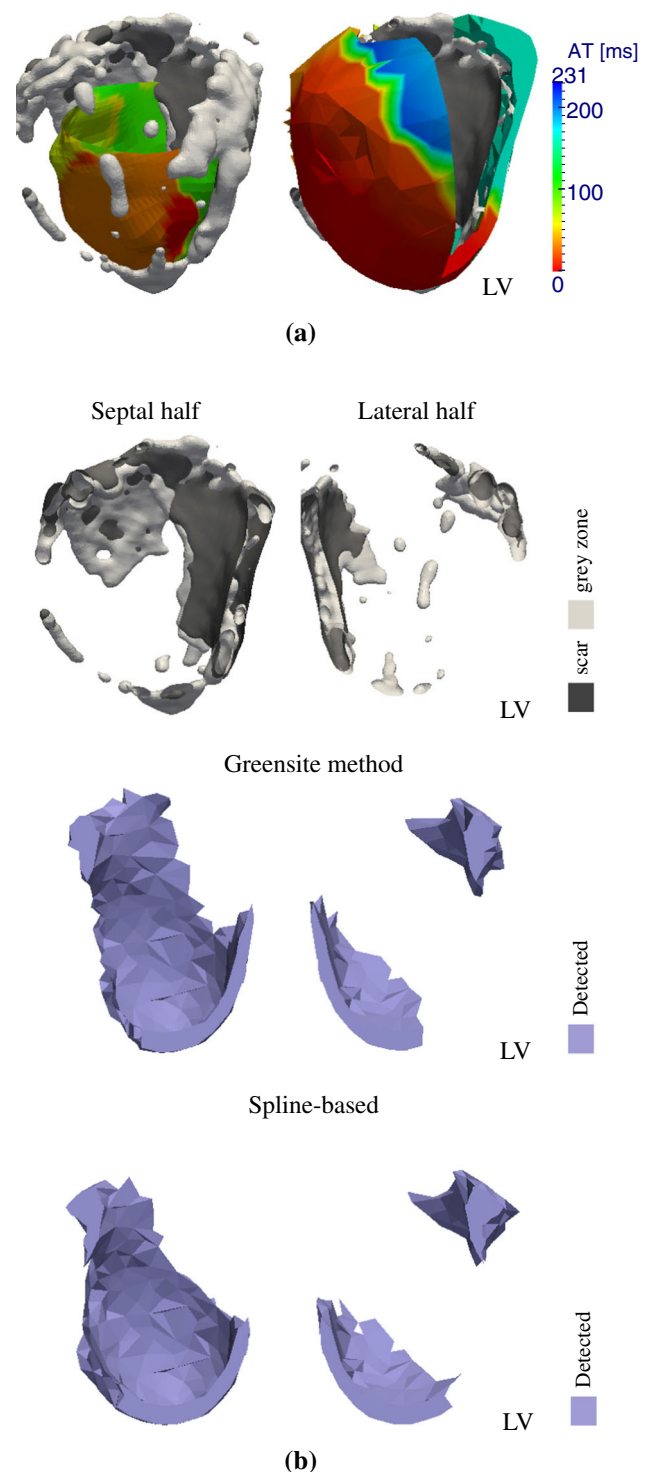 AT [ms]
231
200
100
0
LV
(a)
Septal half
Lateral half
scar
grey zone
LV
Greensite method
Detected
LV
Spline-based
Detected
LV
(b)